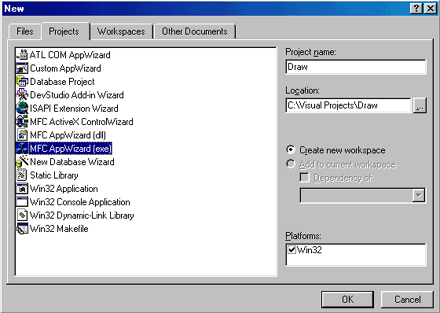 New
Files
Projects
Workspaces
Other Documents
ATL COM AppWizard
Custom AppWizard
Database Project
DevStudio Add-in Wizard
ISAPI Extension Wizard
MFC ActiveX ControlWizard
MFC AppWizard (dll)
MFC AppWizard (exe)
New Database Wizard
Static Library
Win32 Application
Win32 Console Application
Win32 Dynamic-Link Library
Win32 Makefile
Project name:
Draw
Location:
C:\Visual Projects\Draw
...
Create new workspace
Add to current workspace
Dependency of:
Platforms:
Win32
OK
Cancel